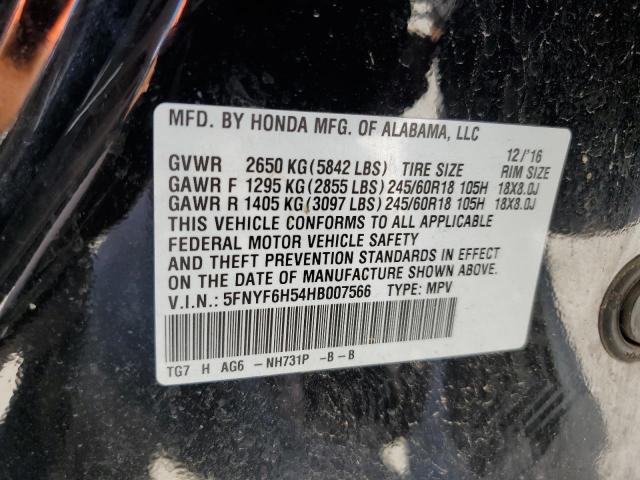 MFD. BY HONDA MFG. OF ALABAMA, LLC
12/'16
GVWR 2650 KG (5842 LBS) TIRE SIZE RIM SIZE
GAWR F 1295 KG (2855 LBS) 245/60R18 105H 18X8.0J
GAWR R 1405 KG (3097 LBS) 245/60R18 105H 18X8.0J
THIS VEHICLE CONFORMS TO ALL APPLICABLE
FEDERAL MOTOR VEHICLE SAFETY
AND THEFT PREVENTION STANDARDS IN EFFECT
ON THE DATE OF MANUFACTURE SHOWN ABOVE.
V.I.N.: 5FNYF6H54HB007566 TYPE: MPV
TG7 H AG6 -NH731P -B-B